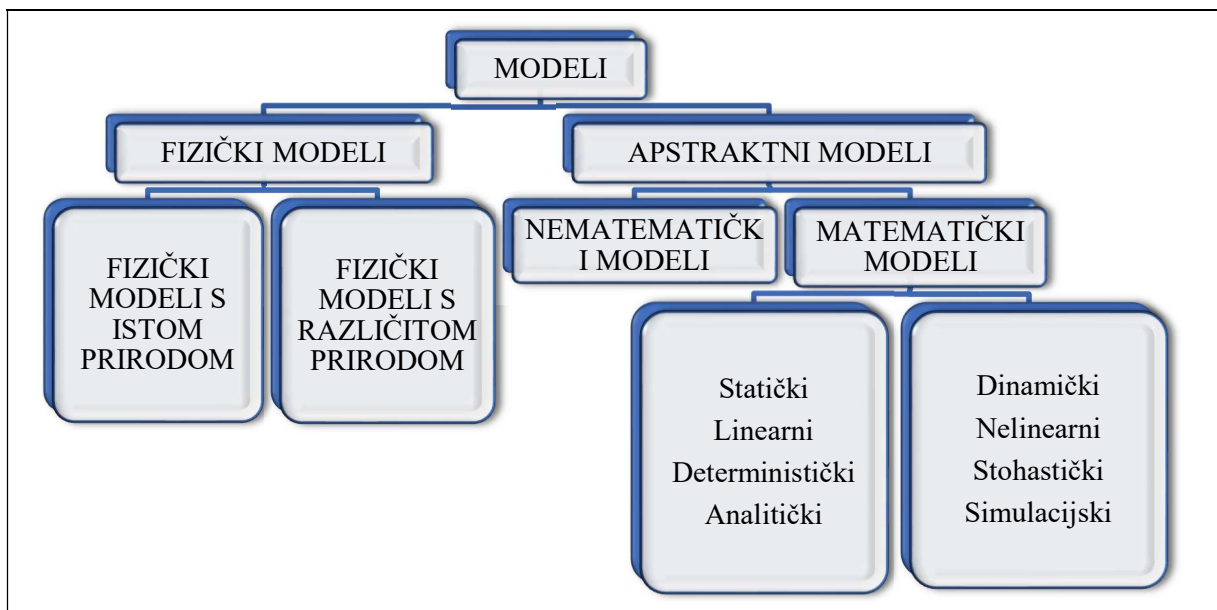 MODELI
FIZIČKI MODELI
APSTRAKTNI MODELI
FIZIČKI
MODELI S
ISTOM
PRIRODOM
FIZIČKI
MODELI S
RAZLIČITOM
PRIRODOM
NEMATEMATIČK
I MODELI
MATEMATIČKI
MODELI
Statički
Linearni
Deterministički
Analitički
Dinamički
Nelinearni
Stohastički
Simulacijski